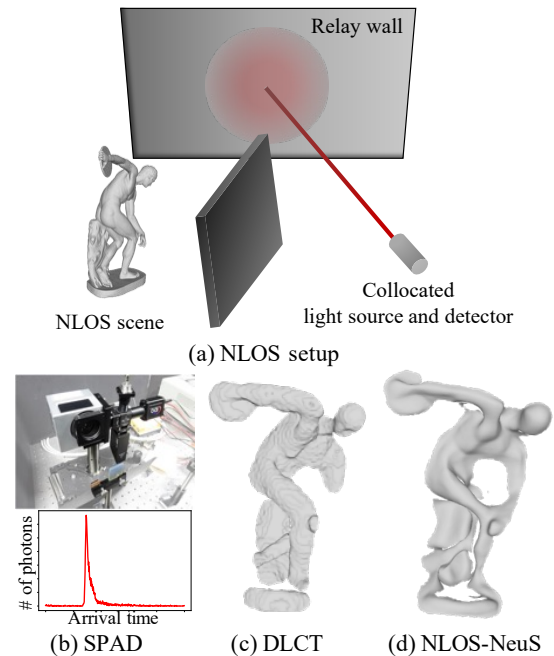 Relay wall
NLOS scene
Collocated
light source and detector
(a) NLOS setup
# of photons
Arrival time
(b) SPAD
(c) DLCT
(d) NLOS-NeuS